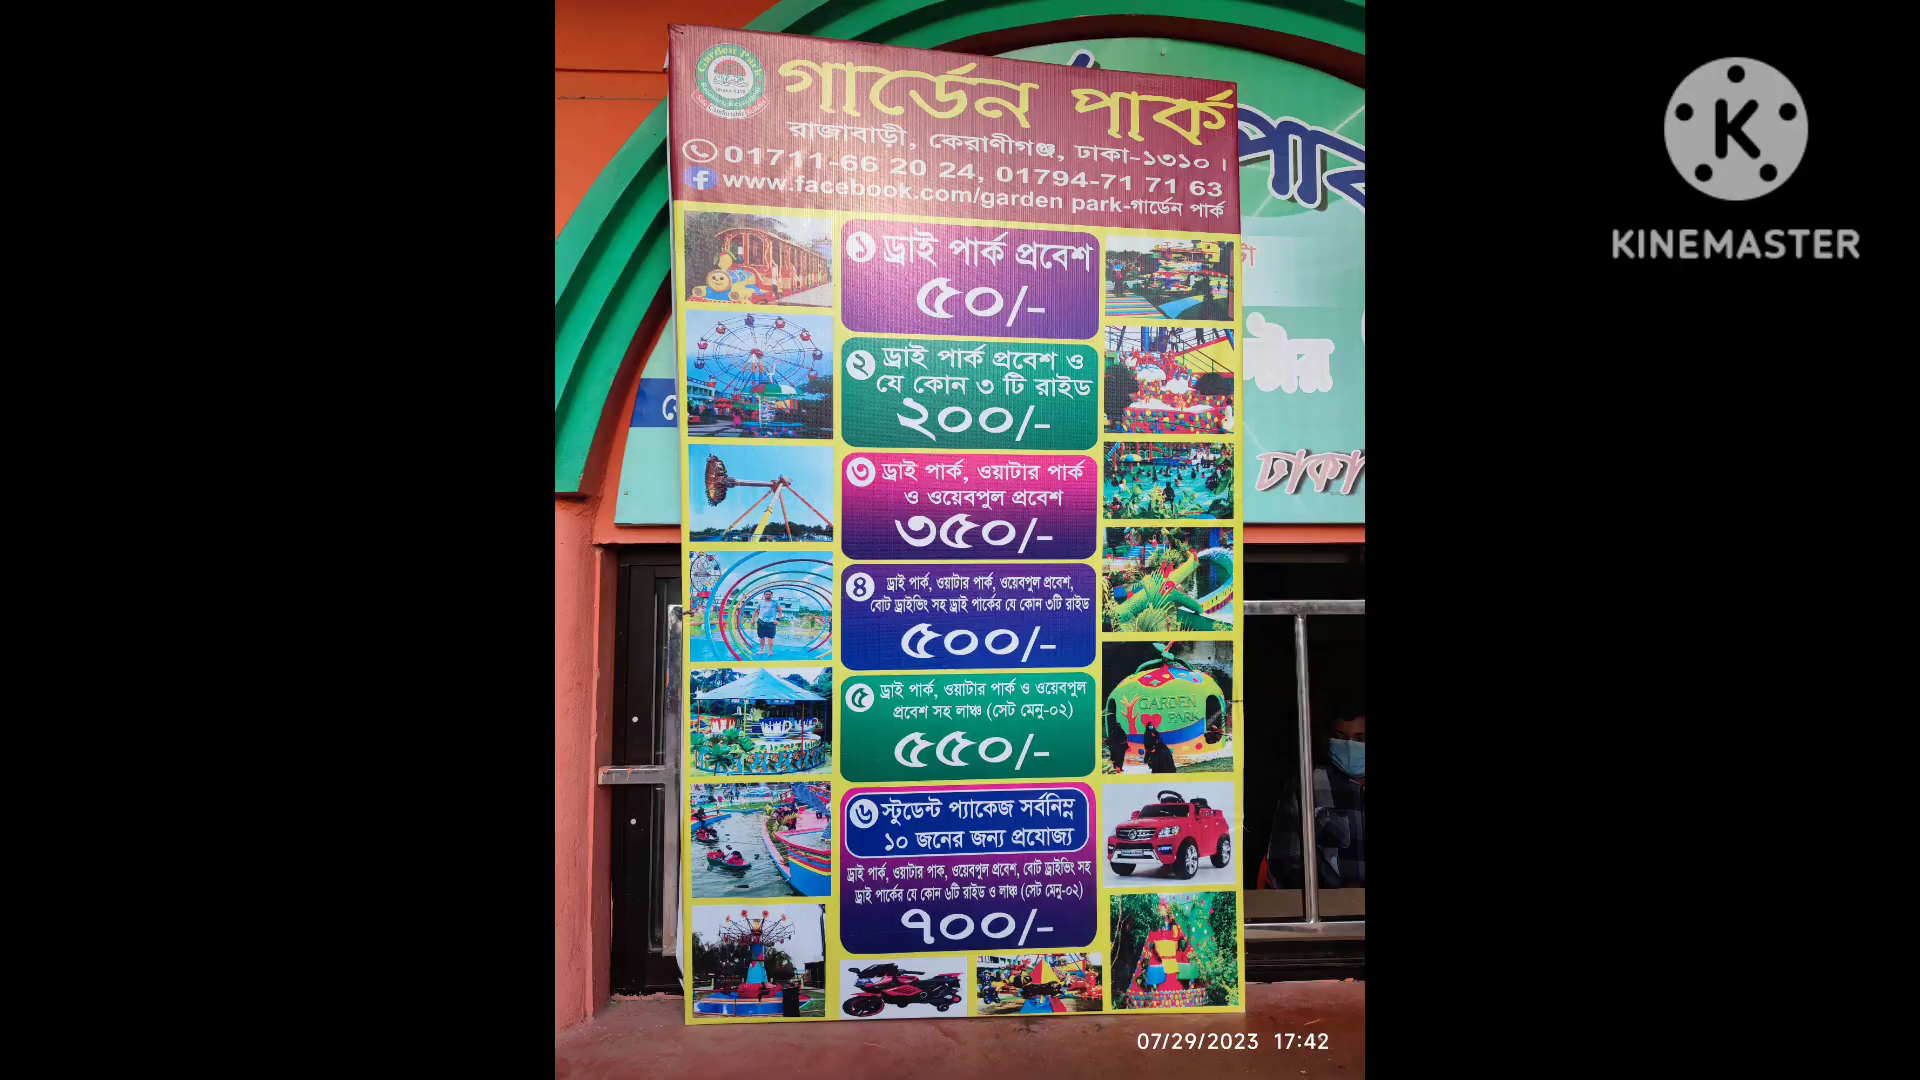 গার্ডেন পার্ক
রাজাবাড়ী, কেরাণীগঞ্জ, ঢাকা-১৩১০।
01711-66 20 24, 01794-71 71 63
www.facebook.com/garden park-গার্ডেন পার্ক
১ ড্রাই পার্ক প্রবেশ
৫০/-
২ ড্রাই পার্ক প্রবেশ ও
যে কোন ৩ টি রাইড
২০০/-
৩ ড্রাই পার্ক, ওয়াটার পার্ক
ও ওয়েবপুল প্রবেশ
৩৫০/-
৪ ড্রাই পার্ক, ওয়াটার পার্ক, ওয়েবপুল প্রবেশ,
বোট ড্রাইভিং সহ ড্রাই পার্কের যে কোন ৩টি রাইড
৫০০/-
৫ ড্রাই পার্ক, ওয়াটার পার্ক ও ওয়েবপুল
প্রবেশ সহ লাঞ্চ (সেট মেনু-০২)
৫৫০/-
৬ স্টুডেন্ট প্যাকেজ সর্বনিম্ন
১০ জনের জন্য প্রযোজ্য
ড্রাই পার্ক, ওয়াটার পাক, ওয়েবপুল প্রবেশ, বোট ড্রাইভিং সহ
ড্রাই পার্কের যে কোন ৬টি রাইড ও লাঞ্চ (সেট মেনু-০২)
৭০০/-
GARDEN
PARK
ঢাকা
K
KINEMASTER
07/29/2023 17:42